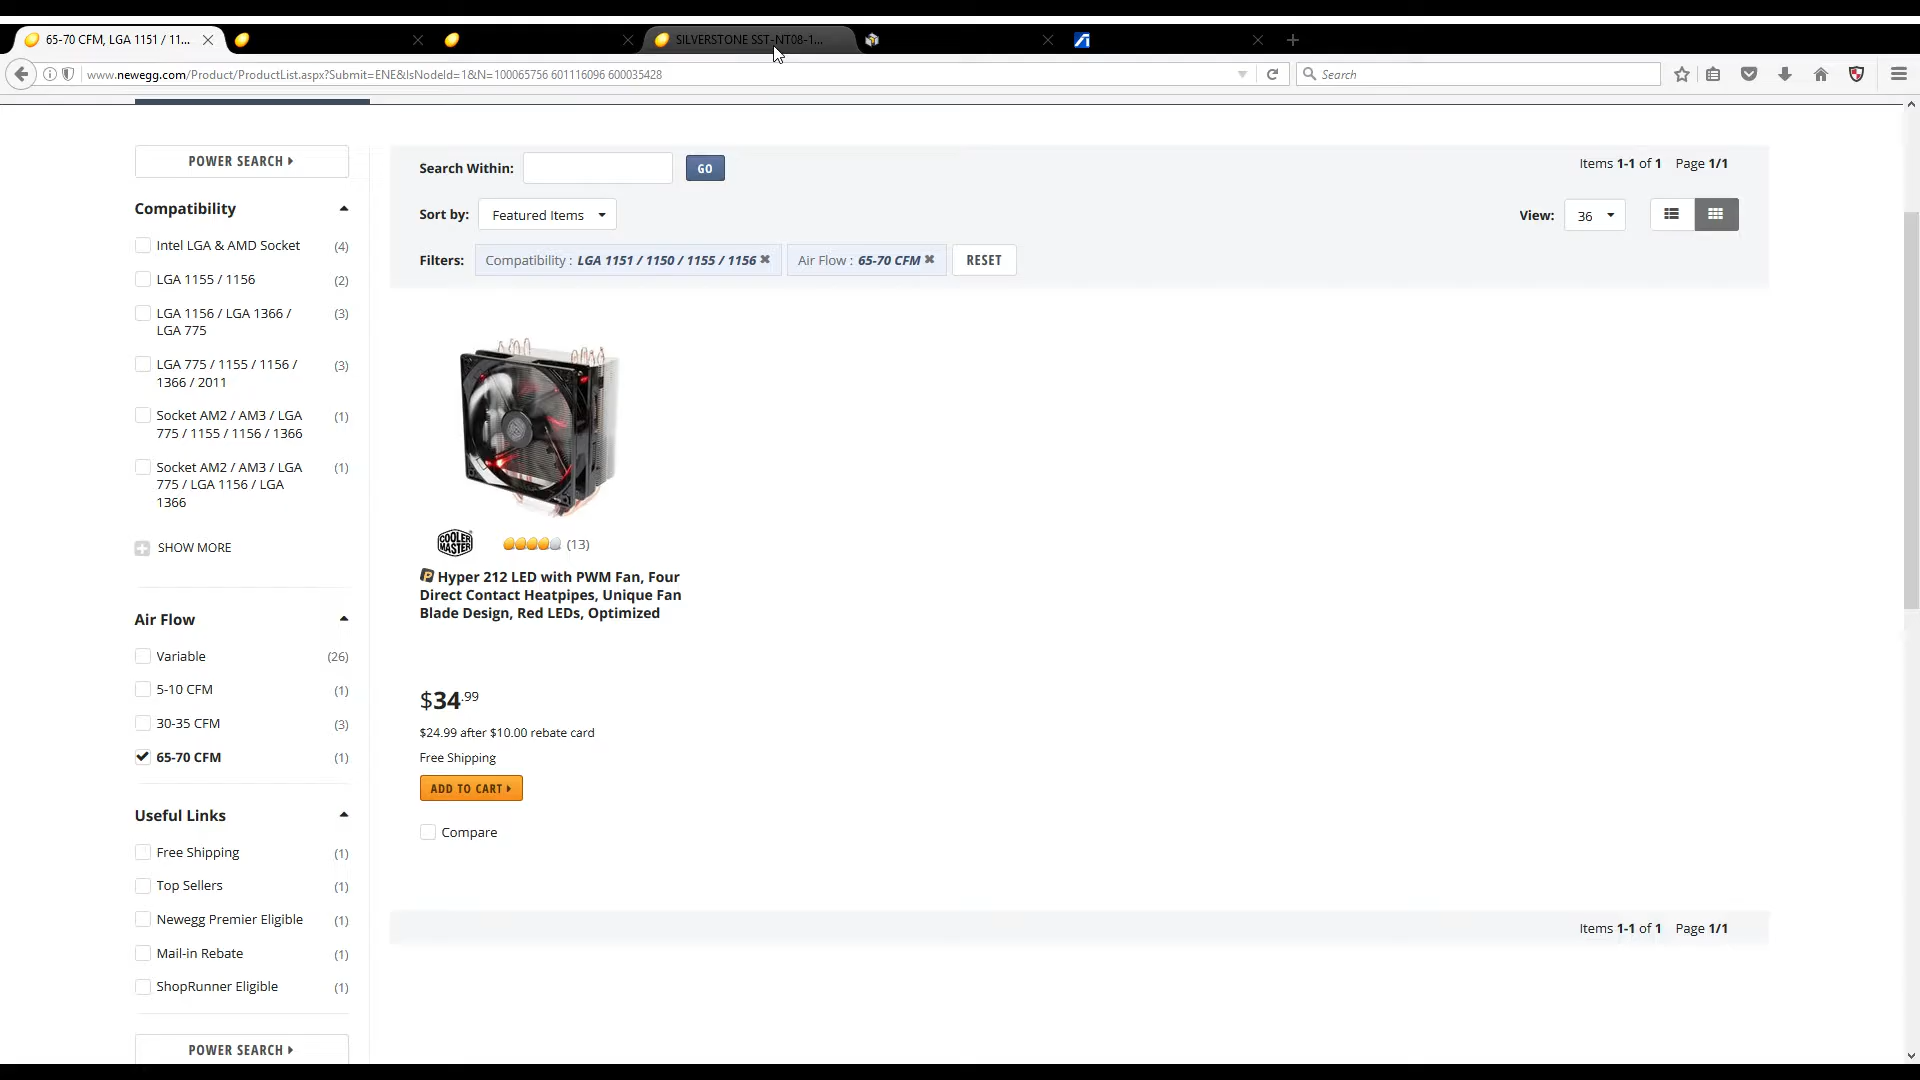 65-70 CFM, LGA 1151 / 11...
SILVERSTONE SST-NT08-1...
www.newegg.com/Product/ProductList.aspx?Submit=ENE&IsNodeId=1&N=100065756 601116096 600035428
Search
POWER SEARCH
Compatibility
Intel LGA & AMD Socket (4)
LGA 1155 / 1156 (2)
LGA 1156 / LGA 1366 / (3)
LGA 775
LGA 775 / 1155 / 1156 / (3)
1366 / 2011
Socket AM2 / AM3 / LGA (1)
775 / 1155 / 1156 / 1366
Socket AM2 / AM3 / LGA (1)
775 / LGA 1156 / LGA
1366
SHOW MORE
Air Flow
Variable (26)
5-10 CFM (1)
30-35 CFM (3)
65-70 CFM (1)
Useful Links
Free Shipping (1)
Top Sellers (1)
Newegg Premier Eligible (1)
Mail-in Rebate (1)
ShopRunner Eligible (1)
POWER SEARCH
Search Within: GO
Items 1-1 of 1 Page 1/1
Sort by: Featured Items
View: 36
Filters: Compatibility : LGA 1151 / 1150 / 1155 / 1156 Air Flow : 65-70 CFM RESET
COOLER MASTER
(13)
Hyper 212 LED with PWM Fan, Four
Direct Contact Heatpipes, Unique Fan
Blade Design, Red LEDs, Optimized
$34.99
$24.99 after $10.00 rebate card
Free Shipping
ADD TO CART
Compare
Items 1-1 of 1 Page 1/1